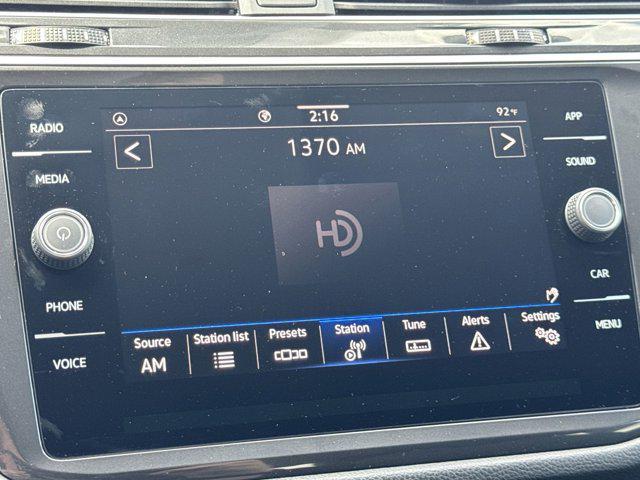 2:16
92°F
RADIO
APP
< 1370 AM >
MEDIA
SOUND
HD
PHONE
CAR
VOICE
MENU
Source
AM
Station list
Presets
Station
Tune
Alerts
Settings